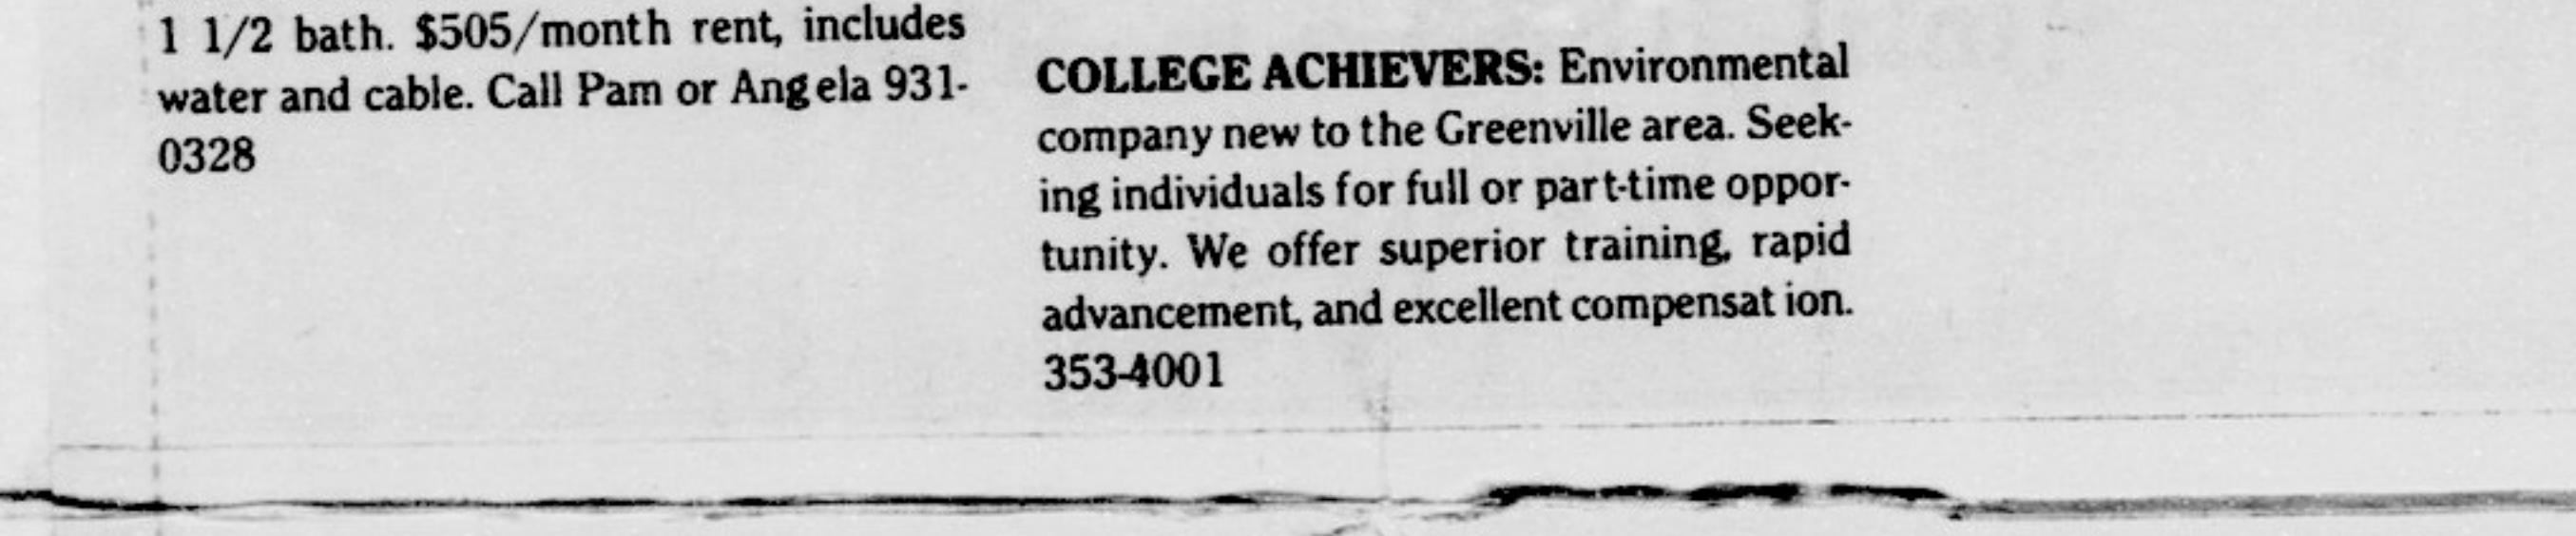 1 1/2 bath. $505/month rent, includes
water and cable. Call Pam or Angela 931-
0328
COLLEGE ACHIEVERS: Environmental
company new to the Greenville area. Seek-
ing individuals for full or part-time oppor-
tunity. We offer superior training, rapid
advancement, and excellent compensat ion.
353-4001